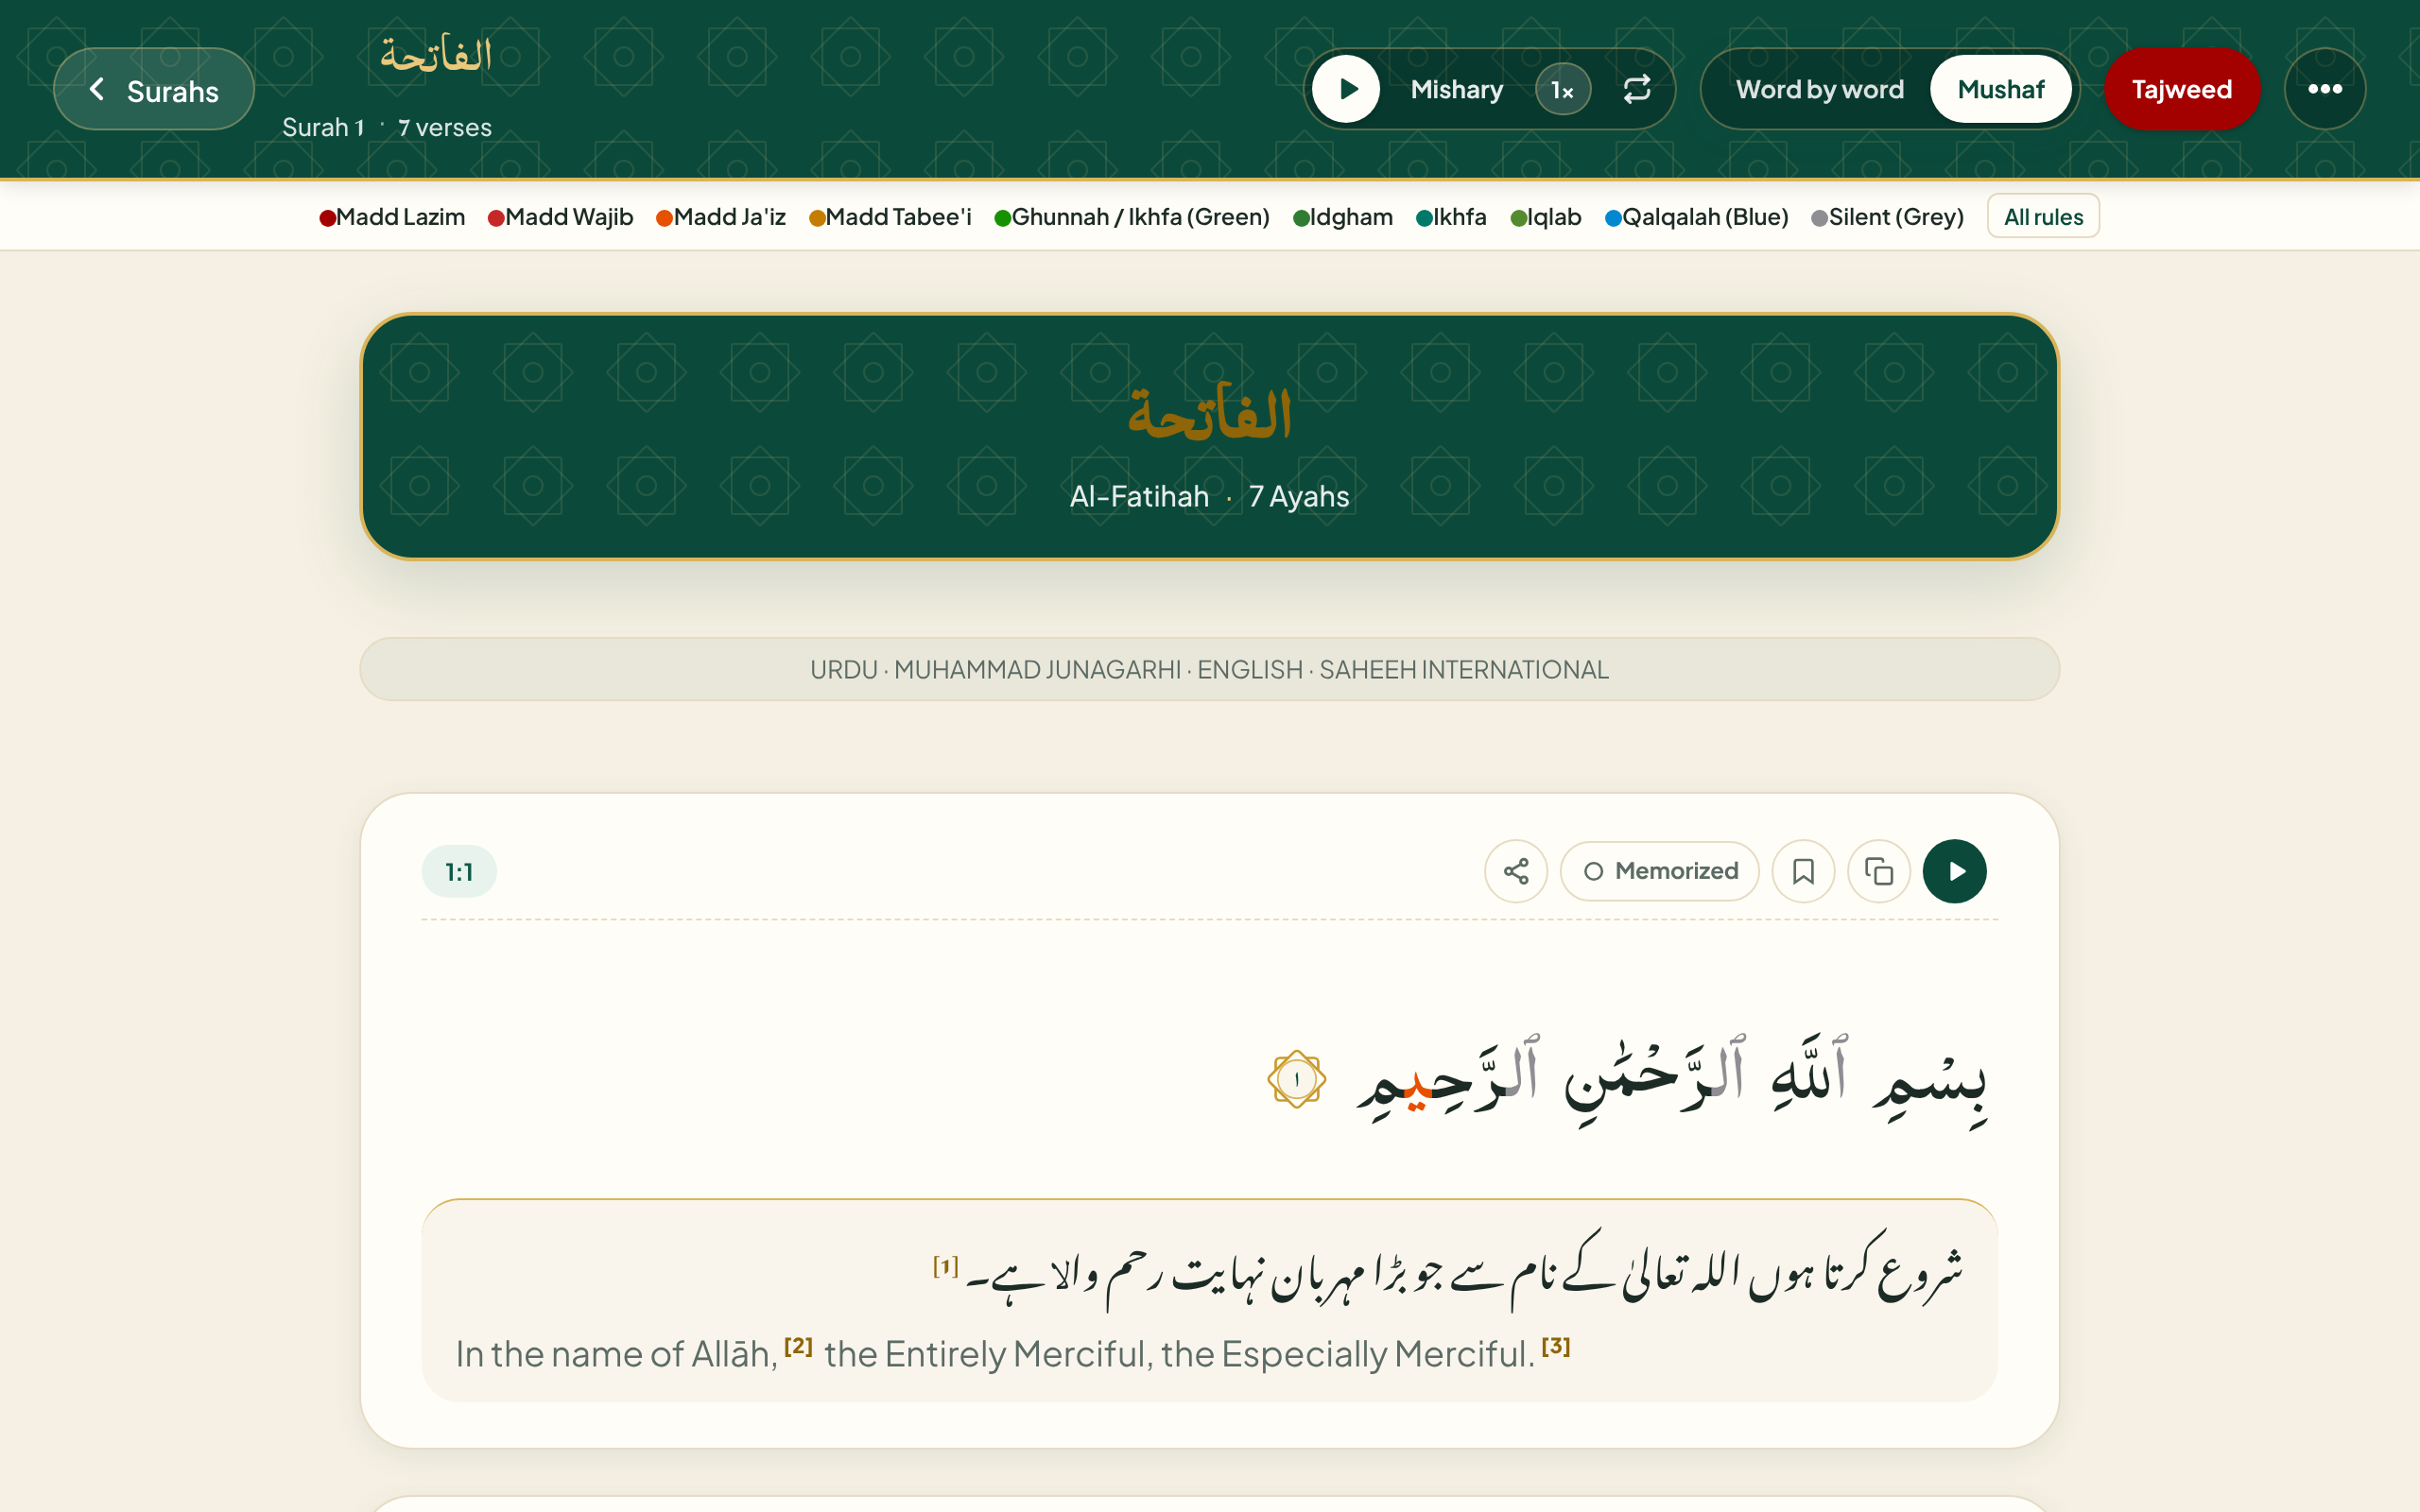 Surahs
الفاتحة
Surah 1 · 7 verses
Mishary 1× Word by word Mushaf Tajweed
Madd Lazim Madd Wajib Madd Ja'iz Madd Tabee'i Ghunnah / Ikhfa (Green) Idgham Ikhfa Iqlab Qalqalah (Blue) Silent (Grey) All rules
الفاتحة
Al-Fatihah · 7 Ayahs
URDU · MUHAMMAD JUNAGARHI · ENGLISH · SAHEEH INTERNATIONAL
1:1 Memorized
بِسْمِ ٱللَّهِ ٱلرَّحْمَٰنِ ٱلرَّحِيمِ ١
شروع کرتا ہوں اللہ تعالیٰ کے نام سے جو بڑا مہربان نہایت رحم والا ہے۔ [1]
In the name of Allāh, [2] the Entirely Merciful, the Especially Merciful. [3]